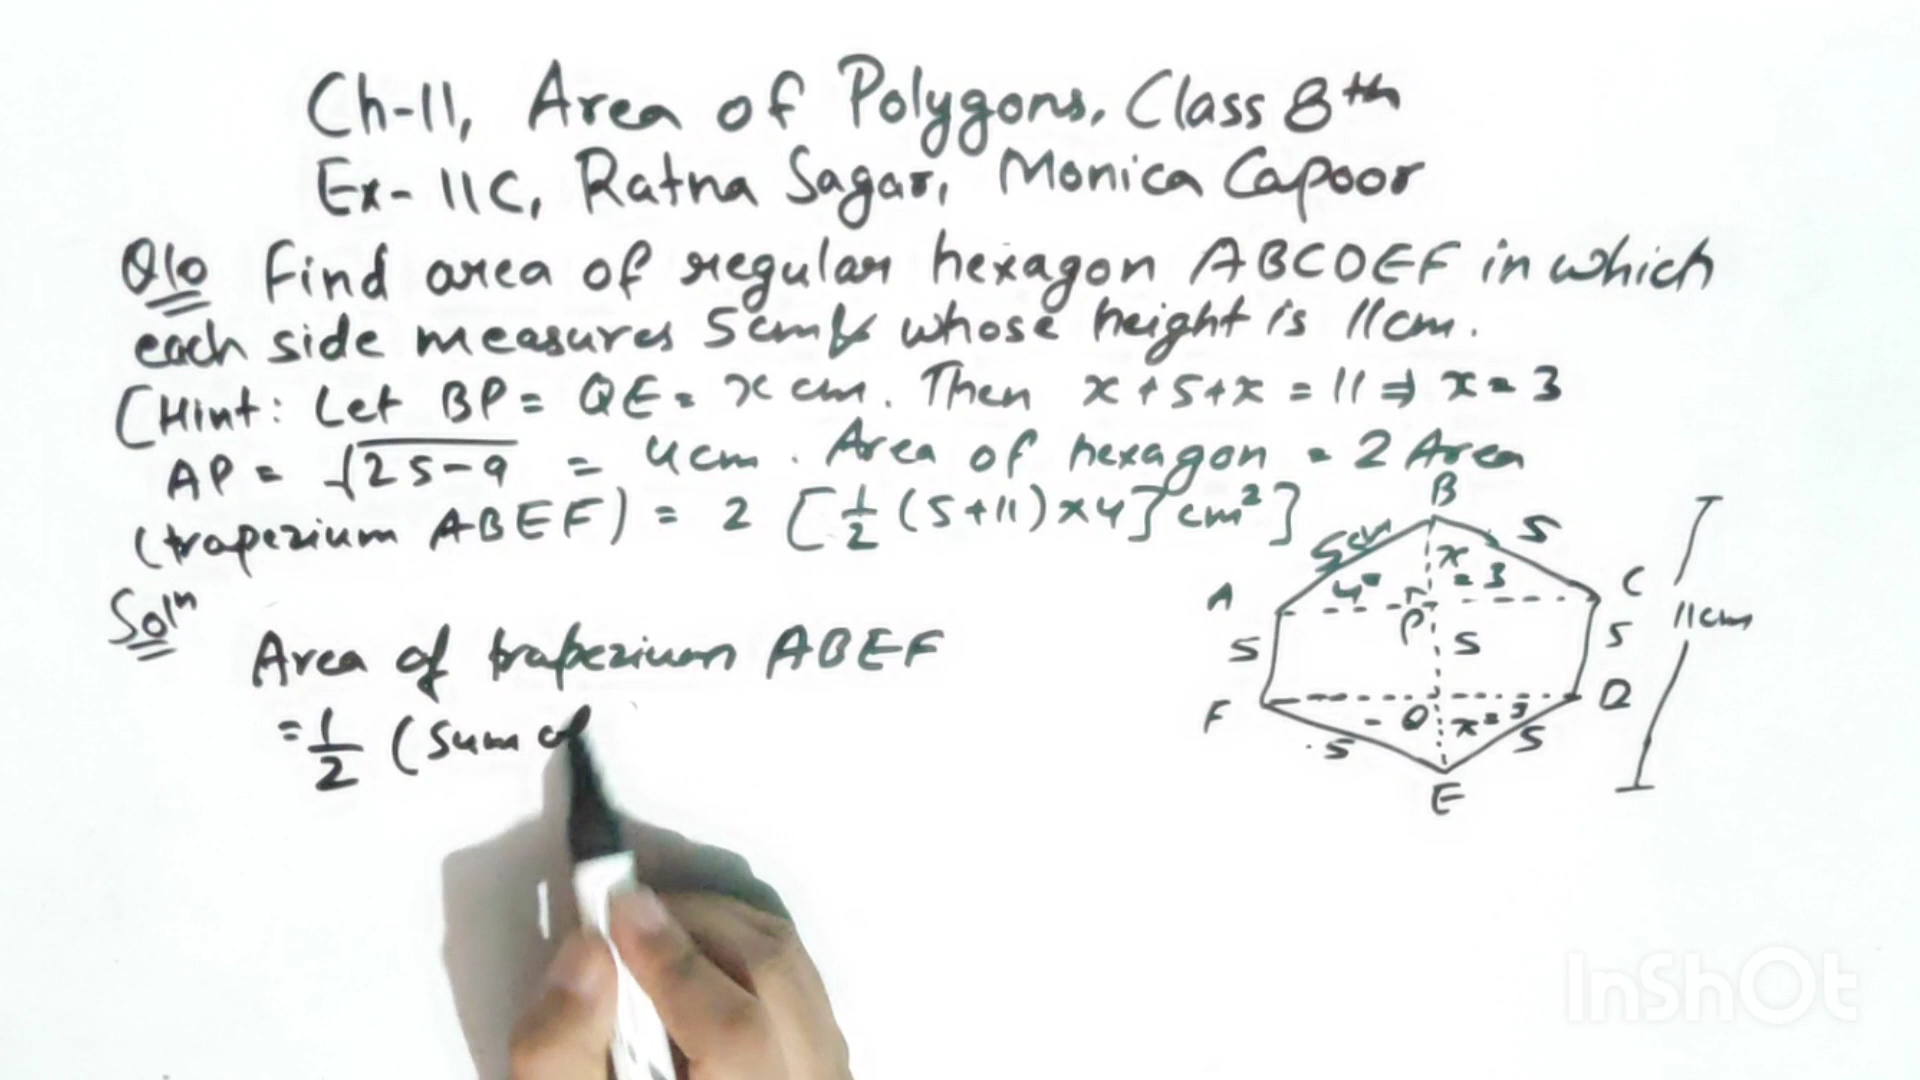 Ch-11, Area of Polygons, Class 8th
Ex-11C, Ratna Sagar, Monica Capoor
Q10 Find area of regular hexagon ABCDEF in which
each side measures 5cm & whose height is 11cm.
[Hint: Let BP = QE = x cm. Then x+5+x = 11 ⇒ x = 3
AP = √25-9 = 4cm. Area of hexagon = 2 Area
(trapezium ABEF) = 2 [1/2 (5+11)×4] cm²]
Solⁿ
Area of trapezium ABEF
= 1/2 (Sum of
B
5cm
5
x
= 3
4
A
P
C
5
5
5
11cm
F
Q
x=3
D
5
5
E
InShOt